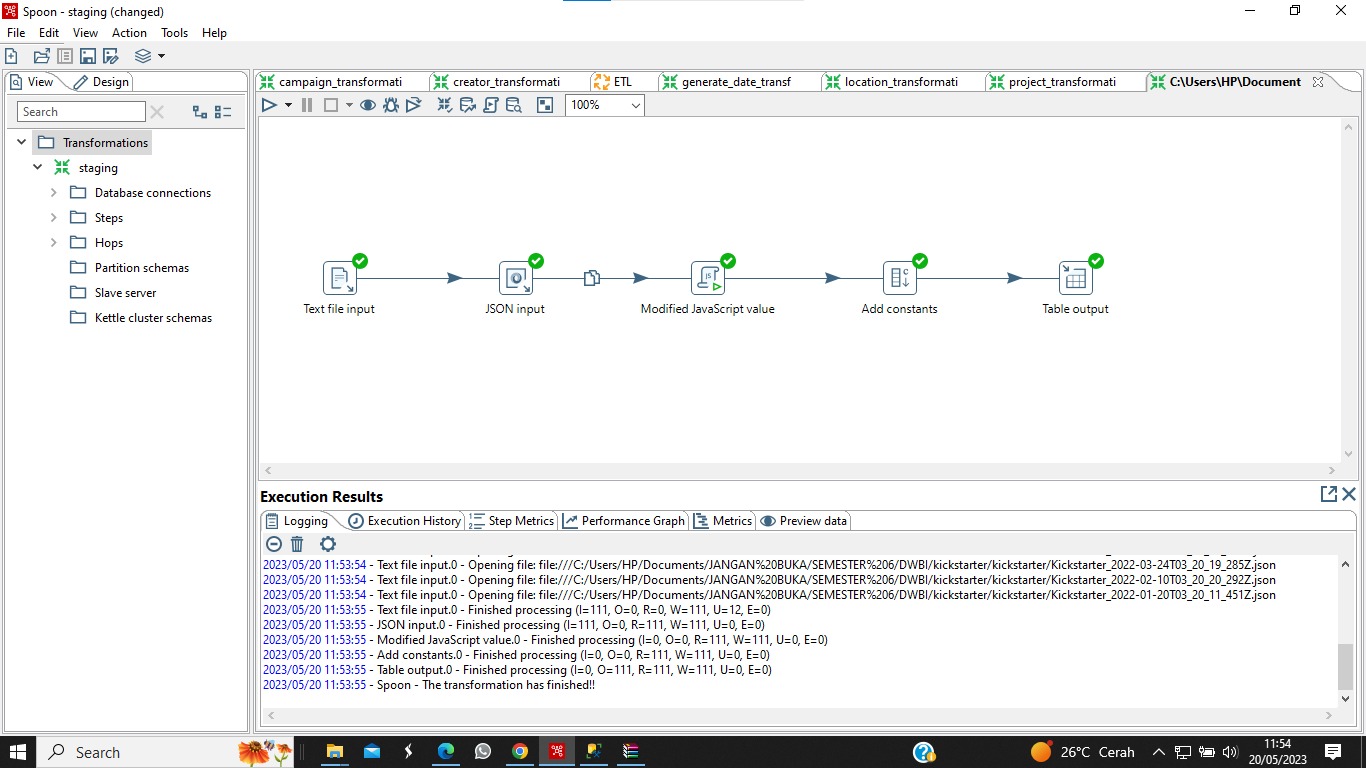 Spoon - staging (changed)
File Edit View Action Tools Help
View Design
campaign_transformati creator_transformati ETL generate_date_transf location_transformati project_transformati C:\Users\HP\Document
Search
100%
Transformations
staging
Database connections
Steps
Hops
Partition schemas
Slave server
Kettle cluster schemas
Text file input JSON input Modified JavaScript value Add constants Table output
Execution Results
Logging Execution History Step Metrics Performance Graph Metrics Preview data
2023/05/20 11:53:54 - Text file input.0 - Opening file: file:///C:/Users/HP/Documents/JANGAN%20BUKA/SEMESTER%206/DWBI/kickstarter/kickstarter/Kickstarter_2022-03-24T03_20_19_285Z.json
2023/05/20 11:53:54 - Text file input.0 - Opening file: file:///C:/Users/HP/Documents/JANGAN%20BUKA/SEMESTER%206/DWBI/kickstarter/kickstarter/Kickstarter_2022-02-10T03_20_20_292Z.json
2023/05/20 11:53:54 - Text file input.0 - Opening file: file:///C:/Users/HP/Documents/JANGAN%20BUKA/SEMESTER%206/DWBI/kickstarter/kickstarter/Kickstarter_2022-01-20T03_20_11_451Z.json
2023/05/20 11:53:55 - Text file input.0 - Finished processing (I=111, O=0, R=0, W=111, U=12, E=0)
2023/05/20 11:53:55 - JSON input.0 - Finished processing (I=111, O=0, R=111, W=111, U=0, E=0)
2023/05/20 11:53:55 - Modified JavaScript value.0 - Finished processing (I=0, O=0, R=111, W=111, U=0, E=0)
2023/05/20 11:53:55 - Add constants.0 - Finished processing (I=0, O=0, R=111, W=111, U=0, E=0)
2023/05/20 11:53:55 - Table output.0 - Finished processing (I=0, O=111, R=111, W=111, U=0, E=0)
2023/05/20 11:53:55 - Spoon - The transformation has finished!!
Search
26°C Cerah
11:54
20/05/2023